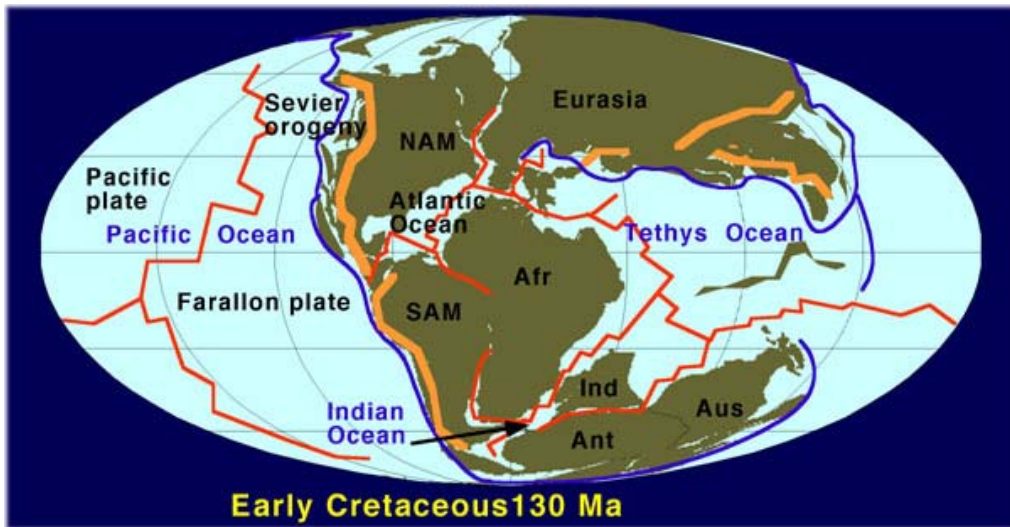 Eurasia
Sevier
orogeny
NAM
Pacific
plate
Atlantic
Ocean
Pacific Ocean
Tethys Ocean
Afr
Farallon plate
SAM
Ind
Indian
Ocean
Aus
Ant
Early Cretaceous130 Ma